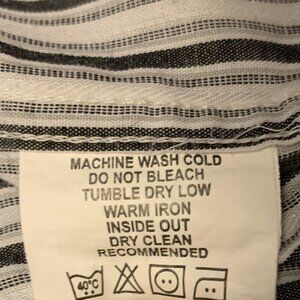 MACHINE WASH COLD
DO NOT BLEACH
TUMBLE DRY LOW
WARM IRON
INSIDE OUT
DRY CLEAN
RECOMMENDED
40°C